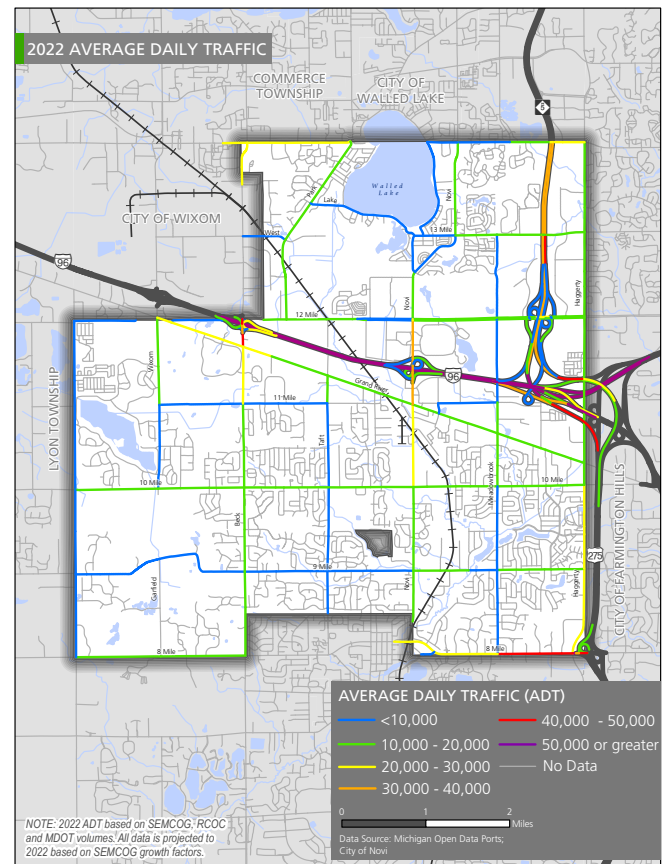 2022 AVERAGE DAILY TRAFFIC
COMMERCE
TOWNSHIP
CITY OF
WALLED LAKE
5
Walled
Lake
Park
Lake
Novi
CITY OF WIXOM
West
13 Mile
96
Haggerty
Novi
12 Mile
Wixom
96
Grand River
LYON TOWNSHIP
11 Mile
Taft
Meadowbrook
10 Mile
10 Mile
CITY OF FARMINGTON HILLS
Beck
275
9 Mile
Garfield
Novi
Haggerty
8 Mile
8 Mile
AVERAGE DAILY TRAFFIC (ADT)
<10,000
40,000 - 50,000
10,000 - 20,000
50,000 or greater
20,000 - 30,000
No Data
30,000 - 40,000
0 1 2
Miles
Data Source: Michigan Open Data Ports;
City of Novi
NOTE: 2022 ADT based on SEMCOG, RCOC
and MDOT volumes. All data is projected to
2022 based on SEMCOG growth factors.